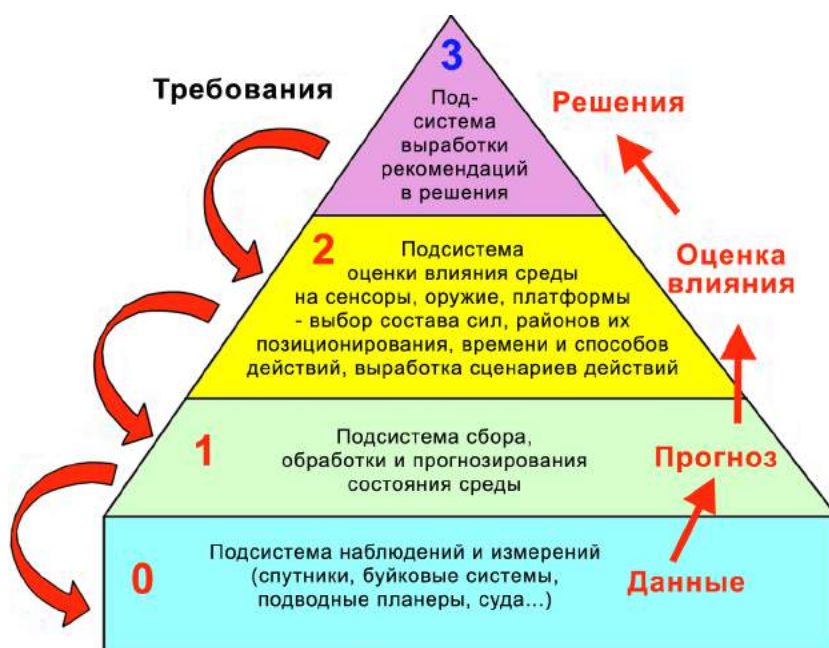 Требования
3
Под-
система
выработки
рекомендаций
в решения
Решения
2
Подсистема
оценки влияния среды
на сенсоры, оружие, платформы
- выбор состава сил, районов их
позиционирования, времени и способов
действий, выработка сценариев действий
Оценка
влияния
1
Подсистема сбора,
обработки и прогнозирования
состояния среды
Прогноз
0
Подсистема наблюдений и измерений
(спутники, буйковые системы,
подводные планеры, суда...)
Данные